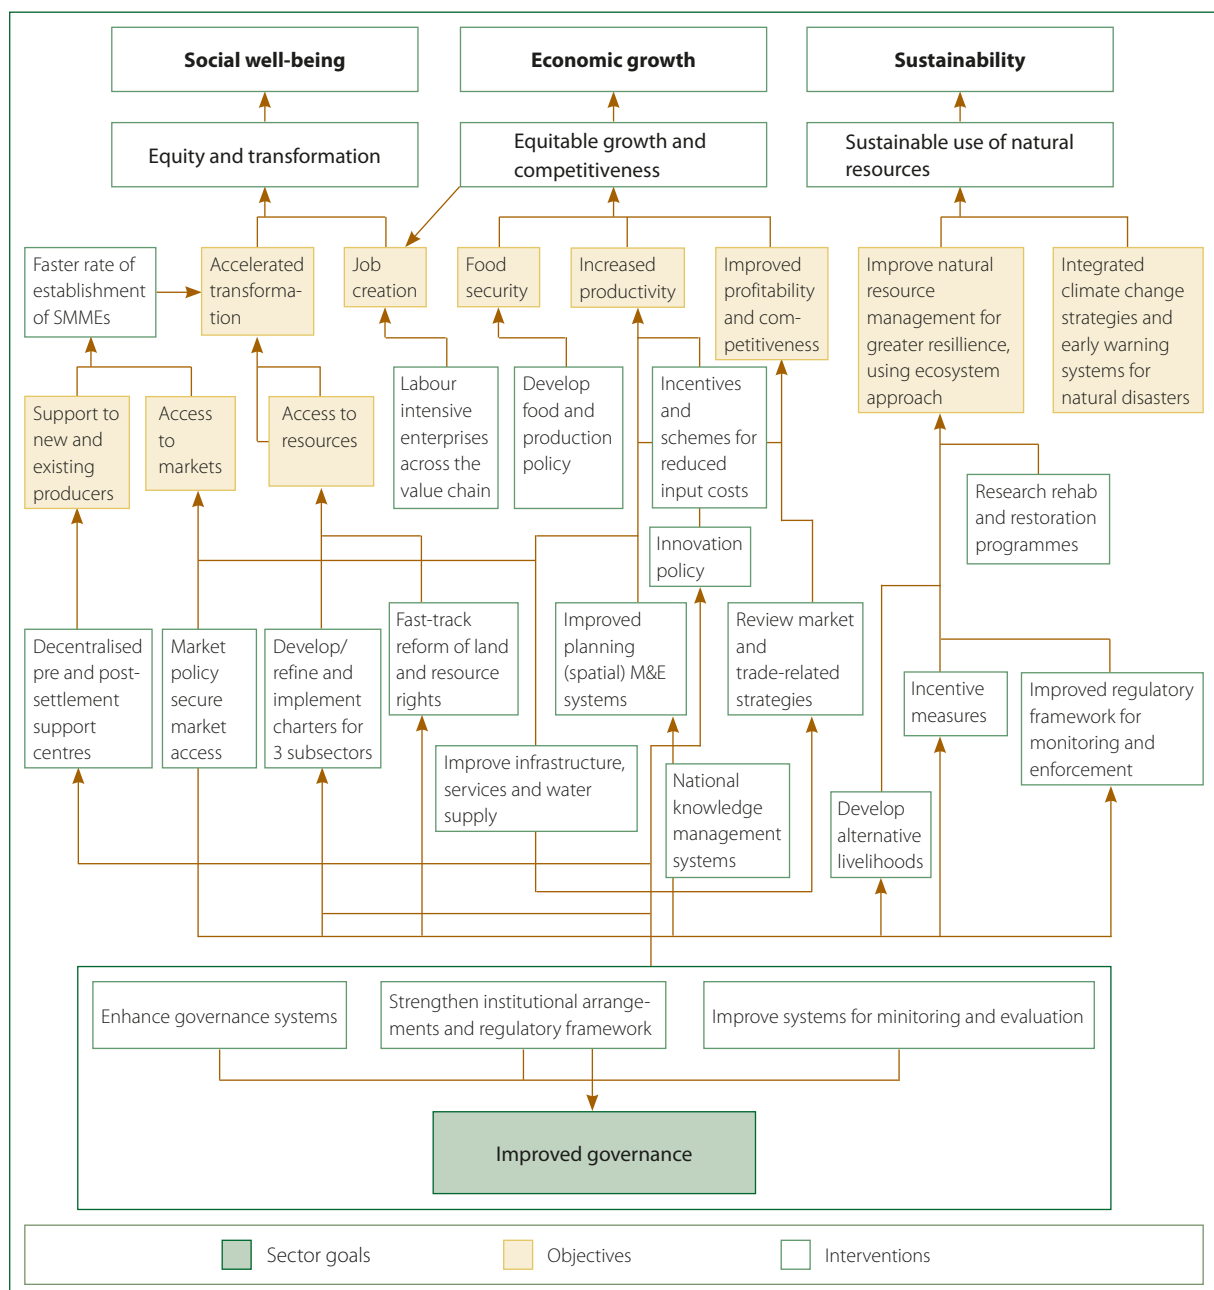 Social well-being
Economic growth
Sustainability
Equity and transformation
Equitable growth and
competitiveness
Sustainable use of natural
resources
Faster rate of
establishment
of SMMEs
Accelerated
transforma-
tion
Job
creation
Food
security
Increased
productivity
Improved
profitability
and com-
petitiveness
Improve natural
resource
management for
greater resillience,
using ecosystem
approach
Integrated
climate change
strategies and
early warning
systems for
natural disasters
Support to
new and
existing
producers
Access
to
markets
Access to
resources
Labour
intensive
enterprises
across the
value chain
Develop
food and
production
policy
Incentives
and
schemes for
reduced
input costs
Research rehab
and restoration
programmes
Innovation
policy
Decentralised
pre and post-
settlement
support
centres
Market
policy
secure
market
access
Develop/
refine and
implement
charters for
3 subsectors
Fast-track
reform of land
and resource
rights
Improved
planning
(spatial) M&E
systems
Review market
and
trade-related
strategies
Incentive
measures
Improved regulatory
framework for
monitoring and
enforcement
Improve infrastructure,
services and water
supply
National
knowledge
management
systems
Develop
alternative
livelihoods
Enhance governance systems
Strengthen institutional arrange-
ments and regulatory framework
Improve systems for minitoring and evaluation
Improved governance
Sector goals
Objectives
Interventions